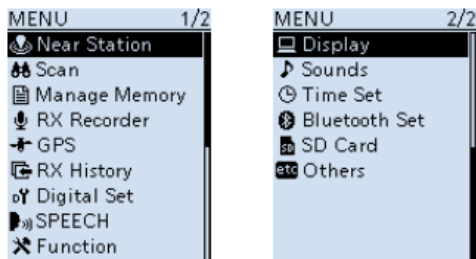 MENU 1/2
Near Station
Scan
Manage Memory
RX Recorder
GPS
RX History
Digital Set
SPEECH
Function
MENU 2/2
Display
Sounds
Time Set
Bluetooth Set
SD Card
etc Others